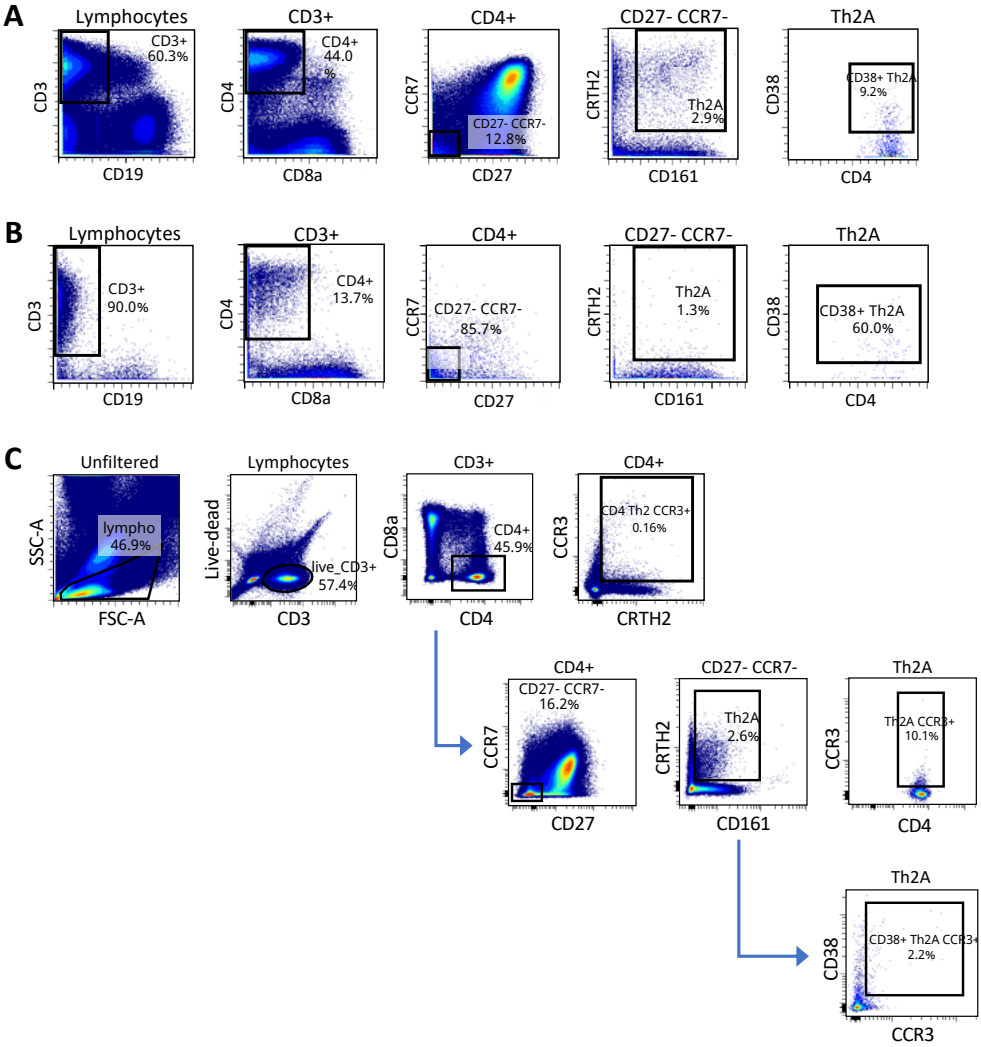 A
Lymphocytes
CD3+
CD4+
CD27- CCR7-
Th2A
CD3+
60.3%
CD4+
44.0
%
CD27- CCR7-
12.8%
Th2A
2.9%
CD38+ Th2A
9.2%
CD3
CD4
CCR7
CRTH2
CD38
CD19
CD8a
CD27
CD161
CD4
B
Lymphocytes
CD3+
CD4+
CD27- CCR7-
Th2A
CD3+
90.0%
CD4+
13.7%
CD27- CCR7-
85.7%
Th2A
1.3%
CD38+ Th2A
60.0%
CD3
CD4
CCR7
CRTH2
CD38
CD19
CD8a
CD27
CD161
CD4
C
Unfiltered
Lymphocytes
CD3+
CD4+
lympho
46.9%
live_CD3+
57.4%
CD4+
45.9%
CD4 Th2 CCR3+
0.16%
SSC-A
Live-dead
CD8a
CCR3
FSC-A
CD3
CD4
CRTH2
CD4+
CD27- CCR7-
Th2A
CD27- CCR7-
16.2%
Th2A
2.6%
Th2A CCR3+
10.1%
CCR7
CRTH2
CCR3
CD27
CD161
CD4
Th2A
CD38+ Th2A CCR3+
2.2%
CD38
CCR3